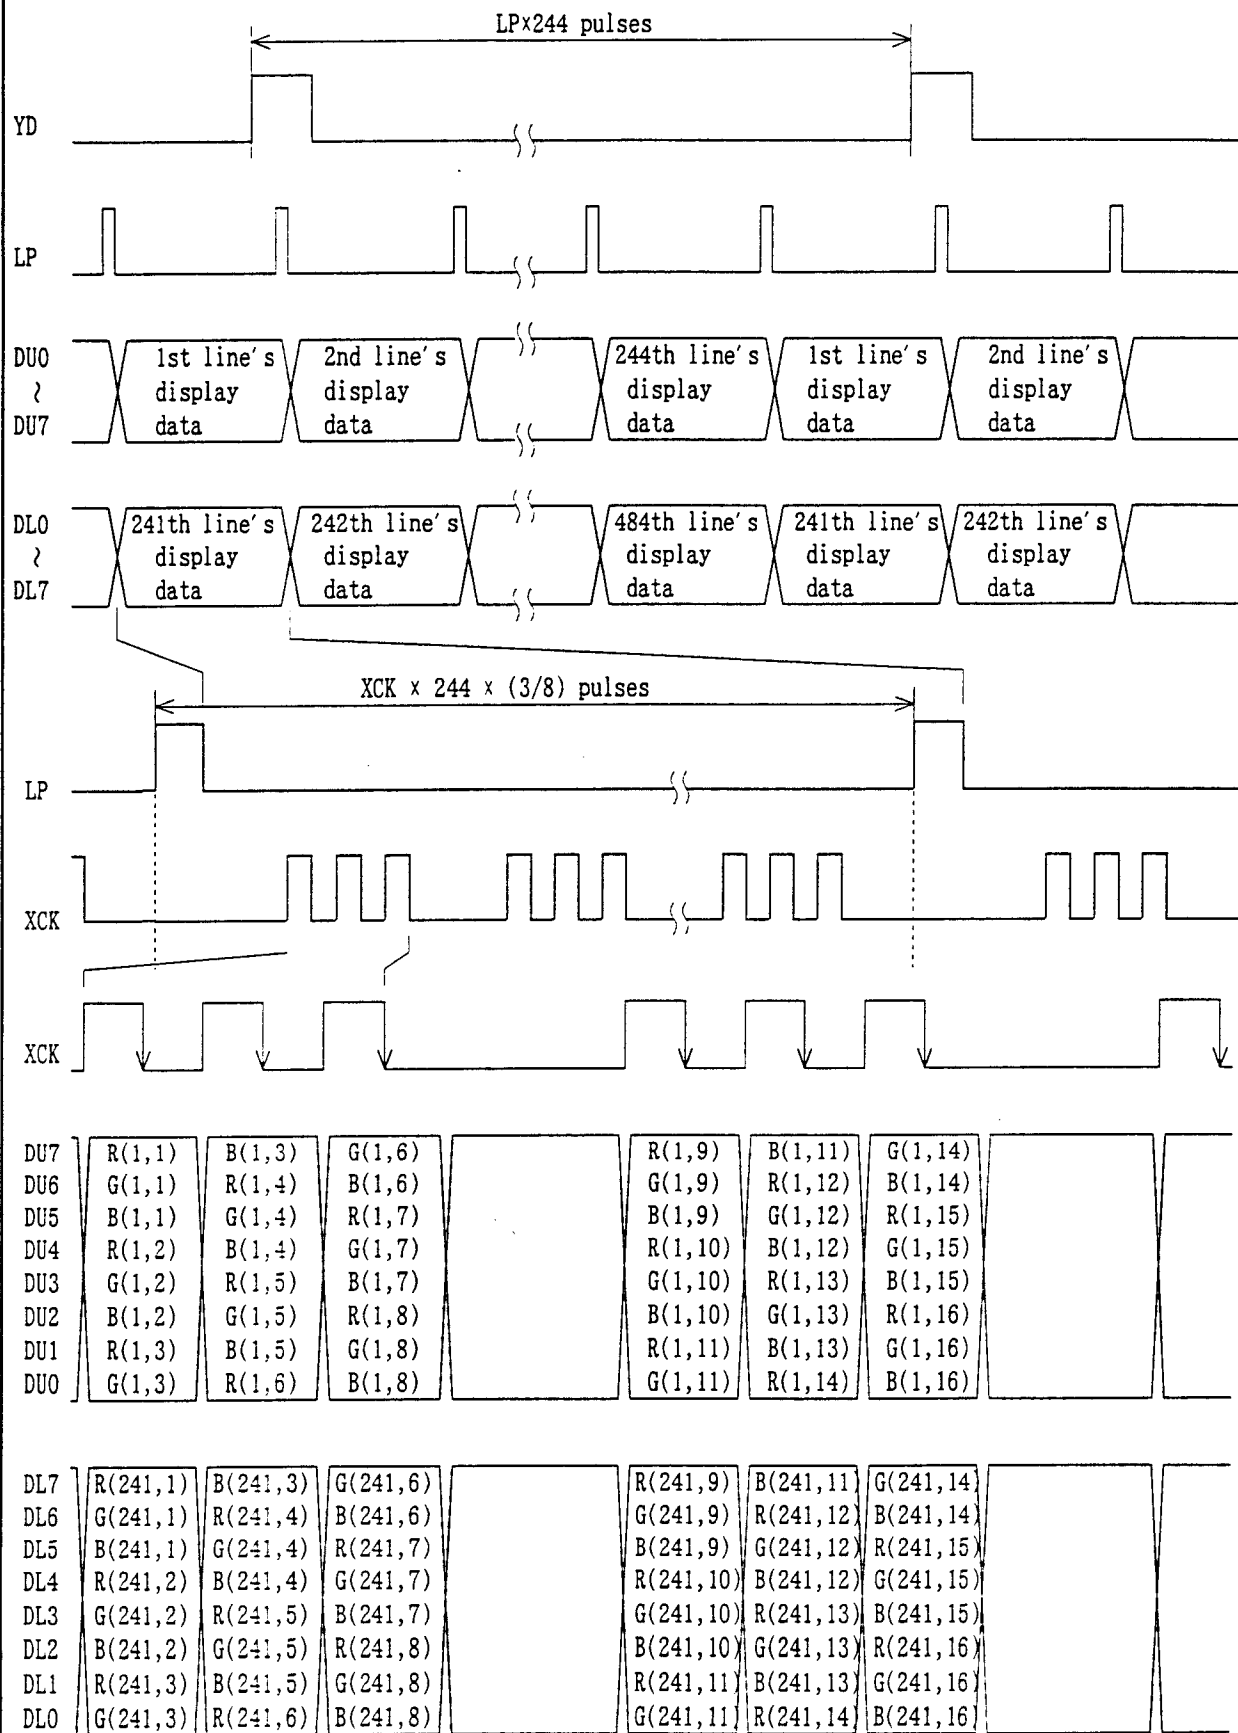 LP×244 pulses
YD
LP
DU0 1st line's 2nd line's 244th line's 1st line's 2nd line's
~ display display display display display
DU7 data data data data data
DL0 241th line's 242th line's 484th line's 241th line's 242th line's
~ display display display display display
DL7 data data data data data
XCK × 244 × (3/8) pulses
LP
XCK
XCK
DU7 R(1,1) B(1,3) G(1,6) R(1,9) B(1,11) G(1,14)
DU6 G(1,1) R(1,4) B(1,6) G(1,9) R(1,12) B(1,14)
DU5 B(1,1) G(1,4) R(1,7) B(1,9) G(1,12) R(1,15)
DU4 R(1,2) B(1,4) G(1,7) R(1,10) B(1,12) G(1,15)
DU3 G(1,2) R(1,5) B(1,7) G(1,10) R(1,13) B(1,15)
DU2 B(1,2) G(1,5) R(1,8) B(1,10) G(1,13) R(1,16)
DU1 R(1,3) B(1,5) G(1,8) R(1,11) B(1,13) G(1,16)
DU0 G(1,3) R(1,6) B(1,8) G(1,11) R(1,14) B(1,16)
DL7 R(241,1) B(241,3) G(241,6) R(241,9) B(241,11) G(241,14)
DL6 G(241,1) R(241,4) B(241,6) G(241,9) R(241,12) B(241,14)
DL5 B(241,1) G(241,4) R(241,7) B(241,9) G(241,12) R(241,15)
DL4 R(241,2) B(241,4) G(241,7) R(241,10) B(241,12) G(241,15)
DL3 G(241,2) R(241,5) B(241,7) G(241,10) R(241,13) B(241,15)
DL2 B(241,2) G(241,5) R(241,8) B(241,10) G(241,13) R(241,16)
DL1 R(241,3) B(241,5) G(241,8) R(241,11) B(241,13) G(241,16)
DL0 G(241,3) R(241,6) B(241,8) G(241,11) R(241,14) B(241,16)